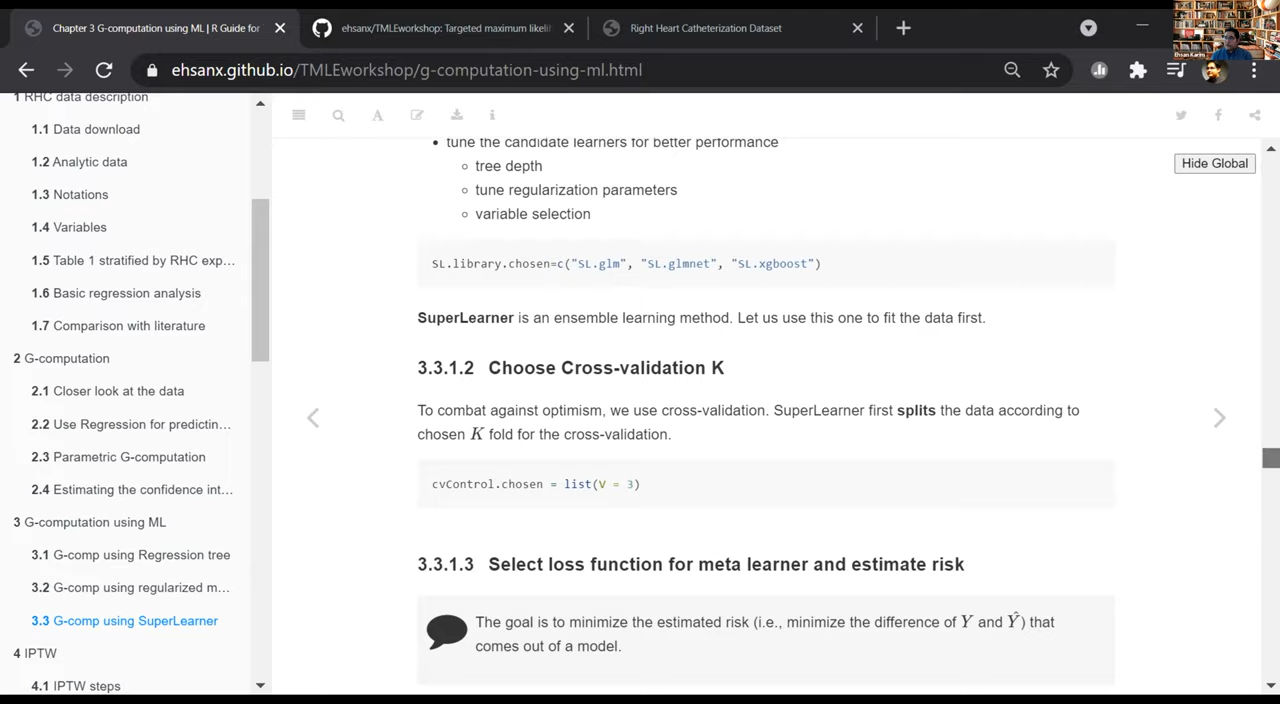 Chapter 3 G-computation using ML | R Guide for
ehsanx/TMLEworkshop: Targeted maximum likeli
Right Heart Catheterization Dataset
Ehsan Karim
ehsanx.github.io/TMLEworkshop/g-computation-using-ml.html
1 RHC data description
1.1 Data download
1.2 Analytic data
1.3 Notations
1.4 Variables
1.5 Table 1 stratified by RHC exp…
1.6 Basic regression analysis
1.7 Comparison with literature
2 G-computation
2.1 Closer look at the data
2.2 Use Regression for predictin…
2.3 Parametric G-computation
2.4 Estimating the confidence int…
3 G-computation using ML
3.1 G-comp using Regression tree
3.2 G-comp using regularized m…
3.3 G-comp using SuperLearner
4 IPTW
4.1 IPTW steps
Hide Global
• tune the candidate learners for better performance
◦ tree depth
◦ tune regularization parameters
◦ variable selection
SL.library.chosen=c("SL.glm", "SL.glmnet", "SL.xgboost")
SuperLearner is an ensemble learning method. Let us use this one to fit the data first.
3.3.1.2 Choose Cross-validation K
To combat against optimism, we use cross-validation. SuperLearner first splits the data according to
chosen K fold for the cross-validation.
cvControl.chosen = list(V = 3)
3.3.1.3 Select loss function for meta learner and estimate risk
The goal is to minimize the estimated risk (i.e., minimize the difference of Y and Ŷ) that
comes out of a model.